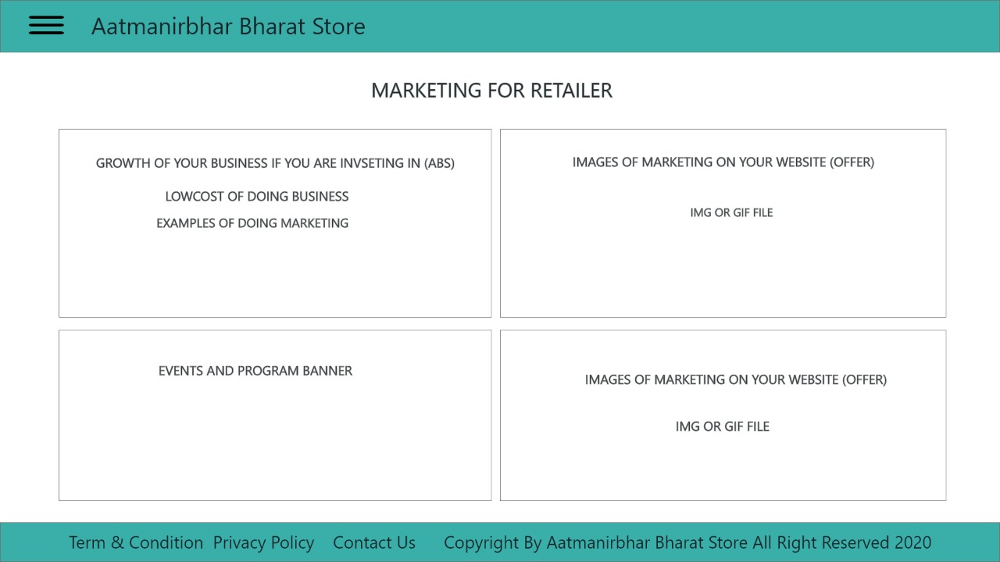 Aatmanirbhar Bharat Store
MARKETING FOR RETAILER
GROWTH OF YOUR BUSINESS IF YOU ARE INVSETING IN (ABS)
LOWCOST OF DOING BUSINESS
EXAMPLES OF DOING MARKETING
IMAGES OF MARKETING ON YOUR WEBSITE (OFFER)
IMG OR GIF FILE
EVENTS AND PROGRAM BANNER
IMAGES OF MARKETING ON YOUR WEBSITE (OFFER)
IMG OR GIF FILE
Term & Condition Privacy Policy Contact Us Copyright By Aatmanirbhar Bharat Store All Right Reserved 2020